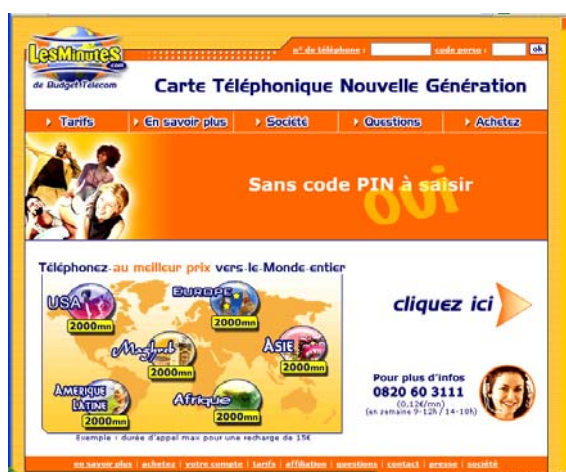 LesMinutes
.com
de Budget Telecom
n° de téléphone :
code perso :
ok
Carte Téléphonique Nouvelle Génération
Tarifs
En savoir plus
Société
Questions
Achetez
Sans code PIN à saisir
oui
Téléphonez au meilleur prix vers le Monde entier
USA
2000mn
EUROPE
2000mn
Maghreb
2000mn
ASIE
2000mn
AMERIQUE
LATINE
2000mn
Afrique
2000mn
Exemple : durée d'appel max pour une recharge de 15€
cliquez ici
Pour plus d'infos
0820 60 3111
(0,12€/mn)
(en semaine 9-12h / 14-18h)
en savoir plus | achetez | votre compte | tarifs | affiliation | questions | contact | presse | société